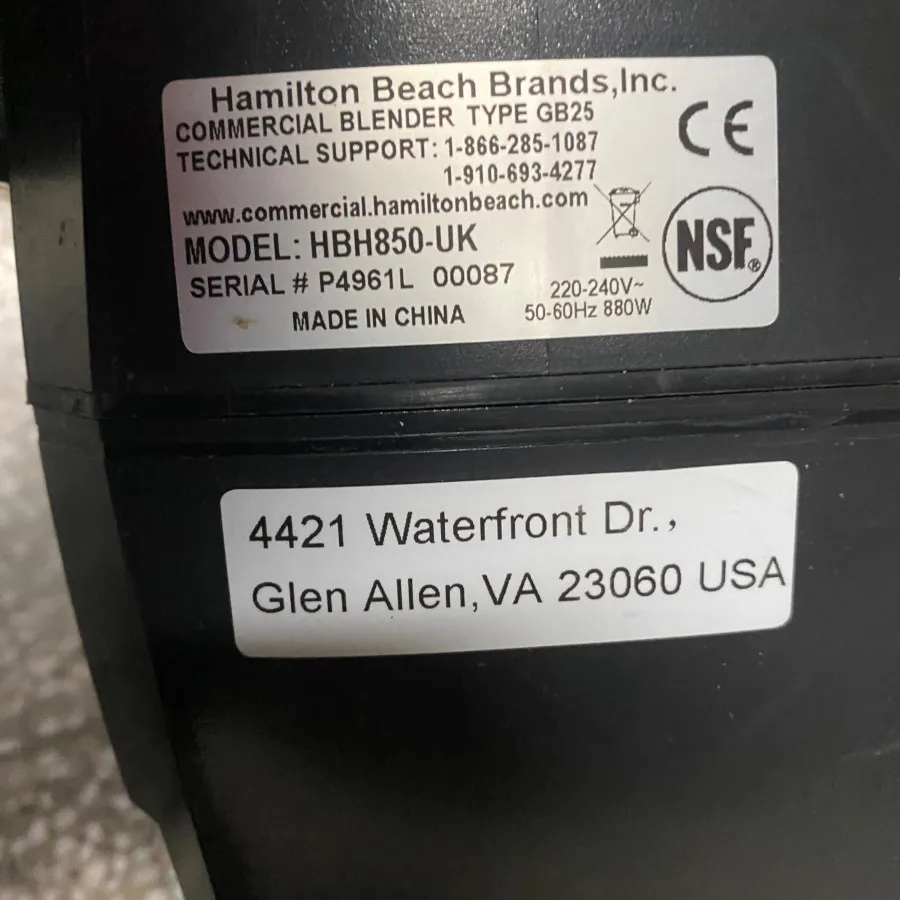 Hamilton Beach Brands,Inc.
COMMERCIAL BLENDER TYPE GB25
TECHNICAL SUPPORT: 1-866-285-1087
1-910-693-4277
www.commercial.hamiltonbeach.com
MODEL: HBH850-UK
SERIAL # P4961L 00087
MADE IN CHINA
CE
NSF®
220-240V~
50-60Hz 880W
4421 Waterfront Dr.,
Glen Allen,VA 23060 USA